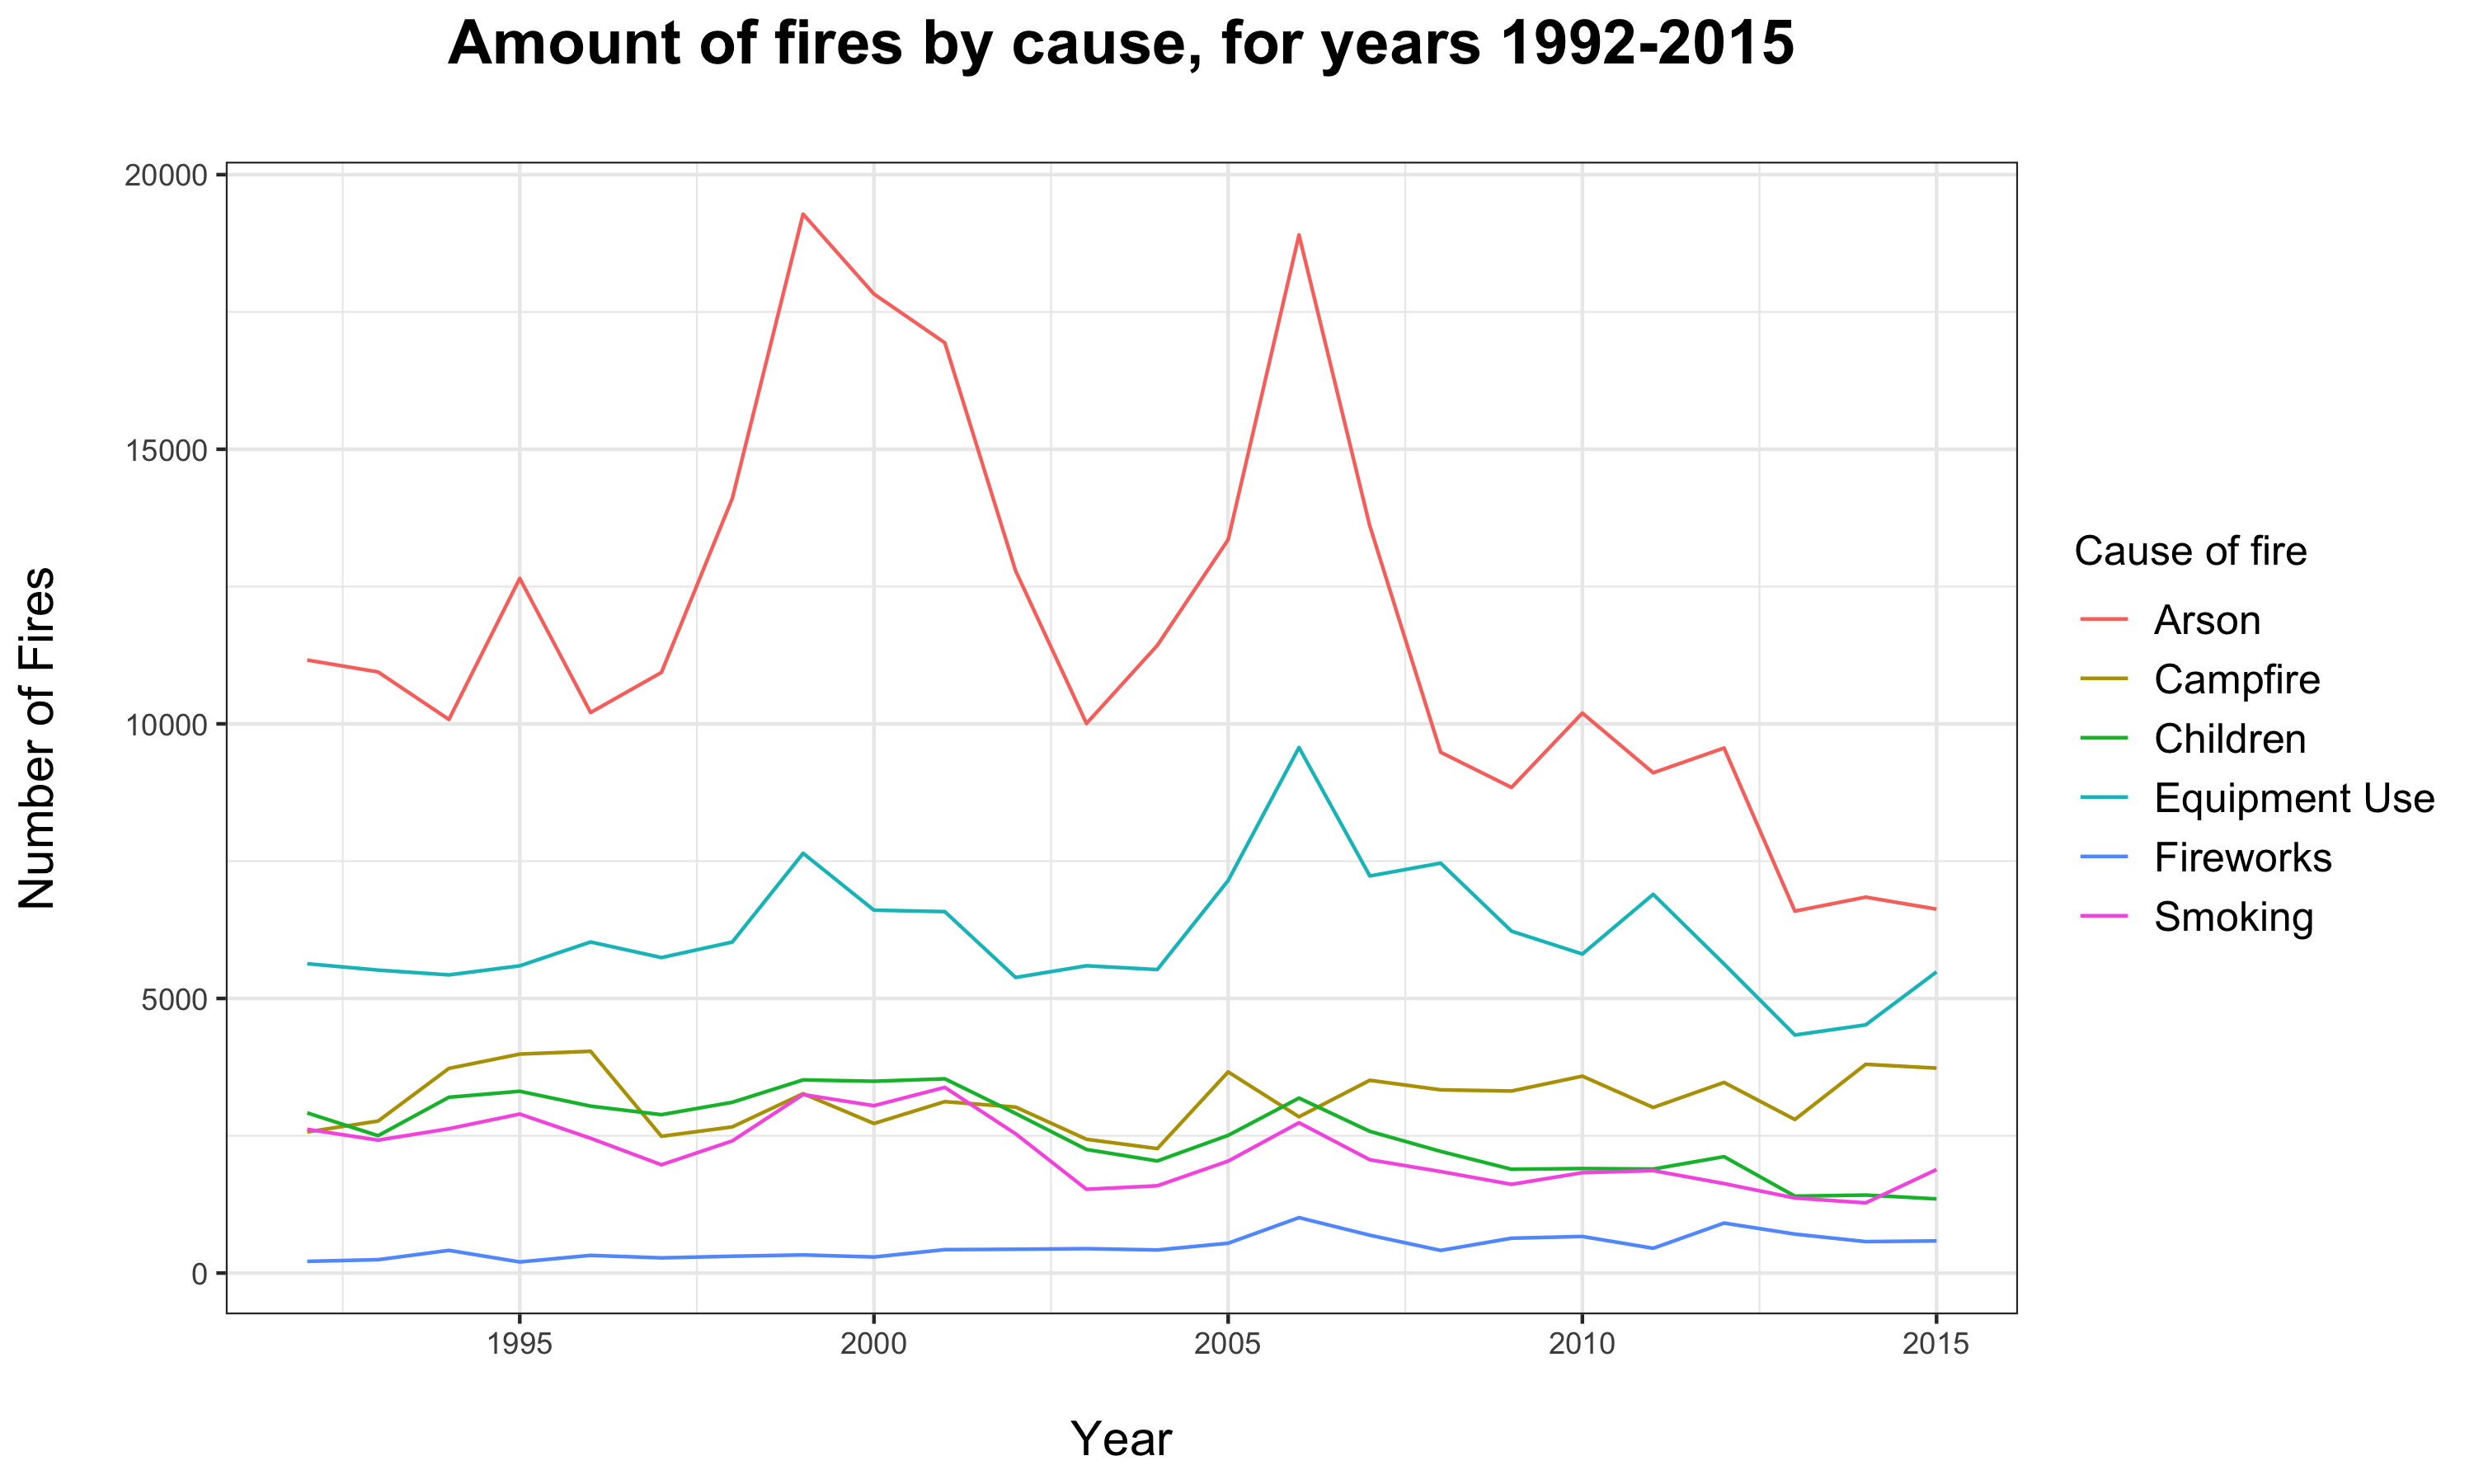 Amount of fires by cause, for years 1992-2015
20000
15000
10000
5000
0
Number of Fires
1995
2000
2005
2010
2015
Year
Cause of fire
Arson
Campfire
Children
Equipment Use
Fireworks
Smoking